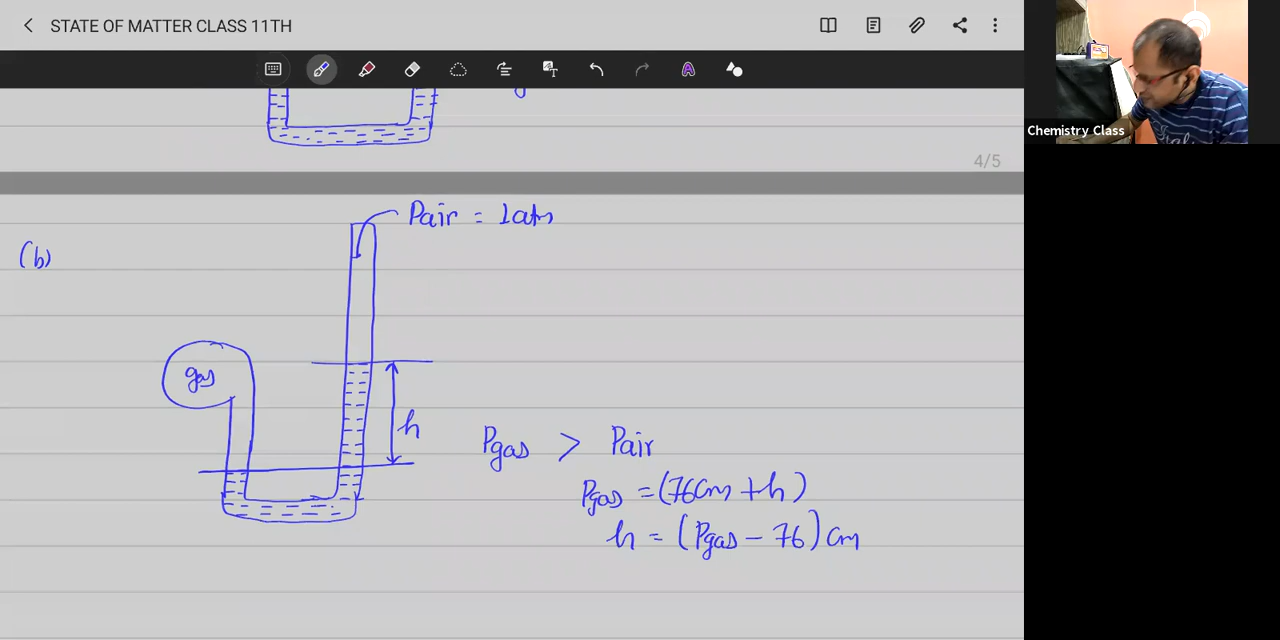 STATE OF MATTER CLASS 11TH
Chemistry Class
4/5
Pair = 1atm
(b)
gas
h
Pgas > Pair
Pgas = (76cm + h)
h = (Pgas - 76) cm